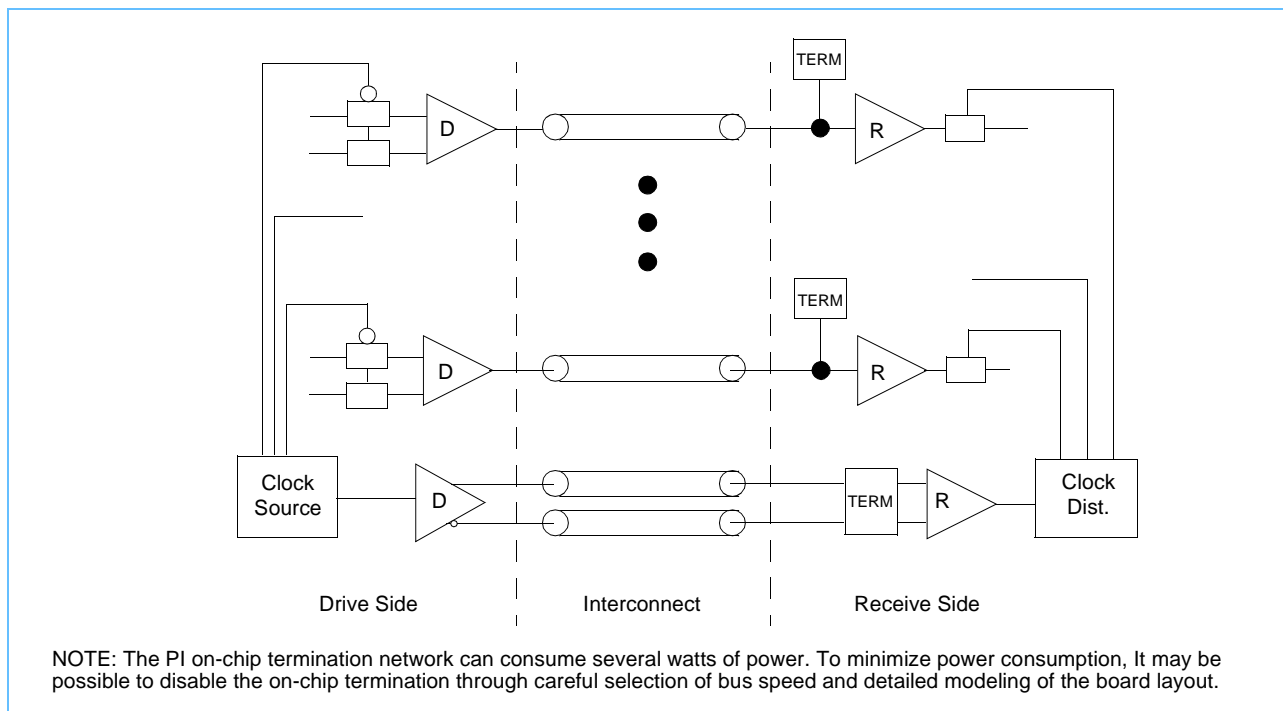 TERM
D
R
TERM
D
R
Clock
Source
D
TERM
R
Clock
Dist.
Drive Side
Interconnect
Receive Side
NOTE: The PI on-chip termination network can consume several watts of power. To minimize power consumption, It may be
possible to disable the on-chip termination through careful selection of bus speed and detailed modeling of the board layout.